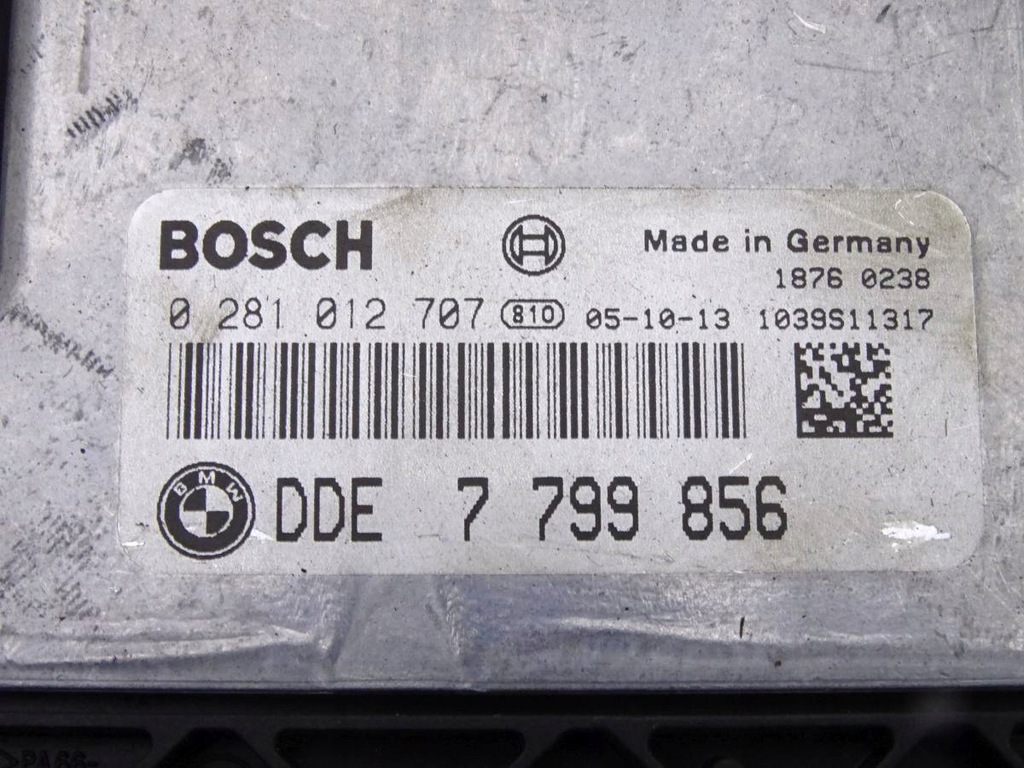 BOSCH
Made in Germany
1876 0238
0 281 012 707 810 05-10-13 1039S11317
BMW DDE 7 799 856
>PA66-